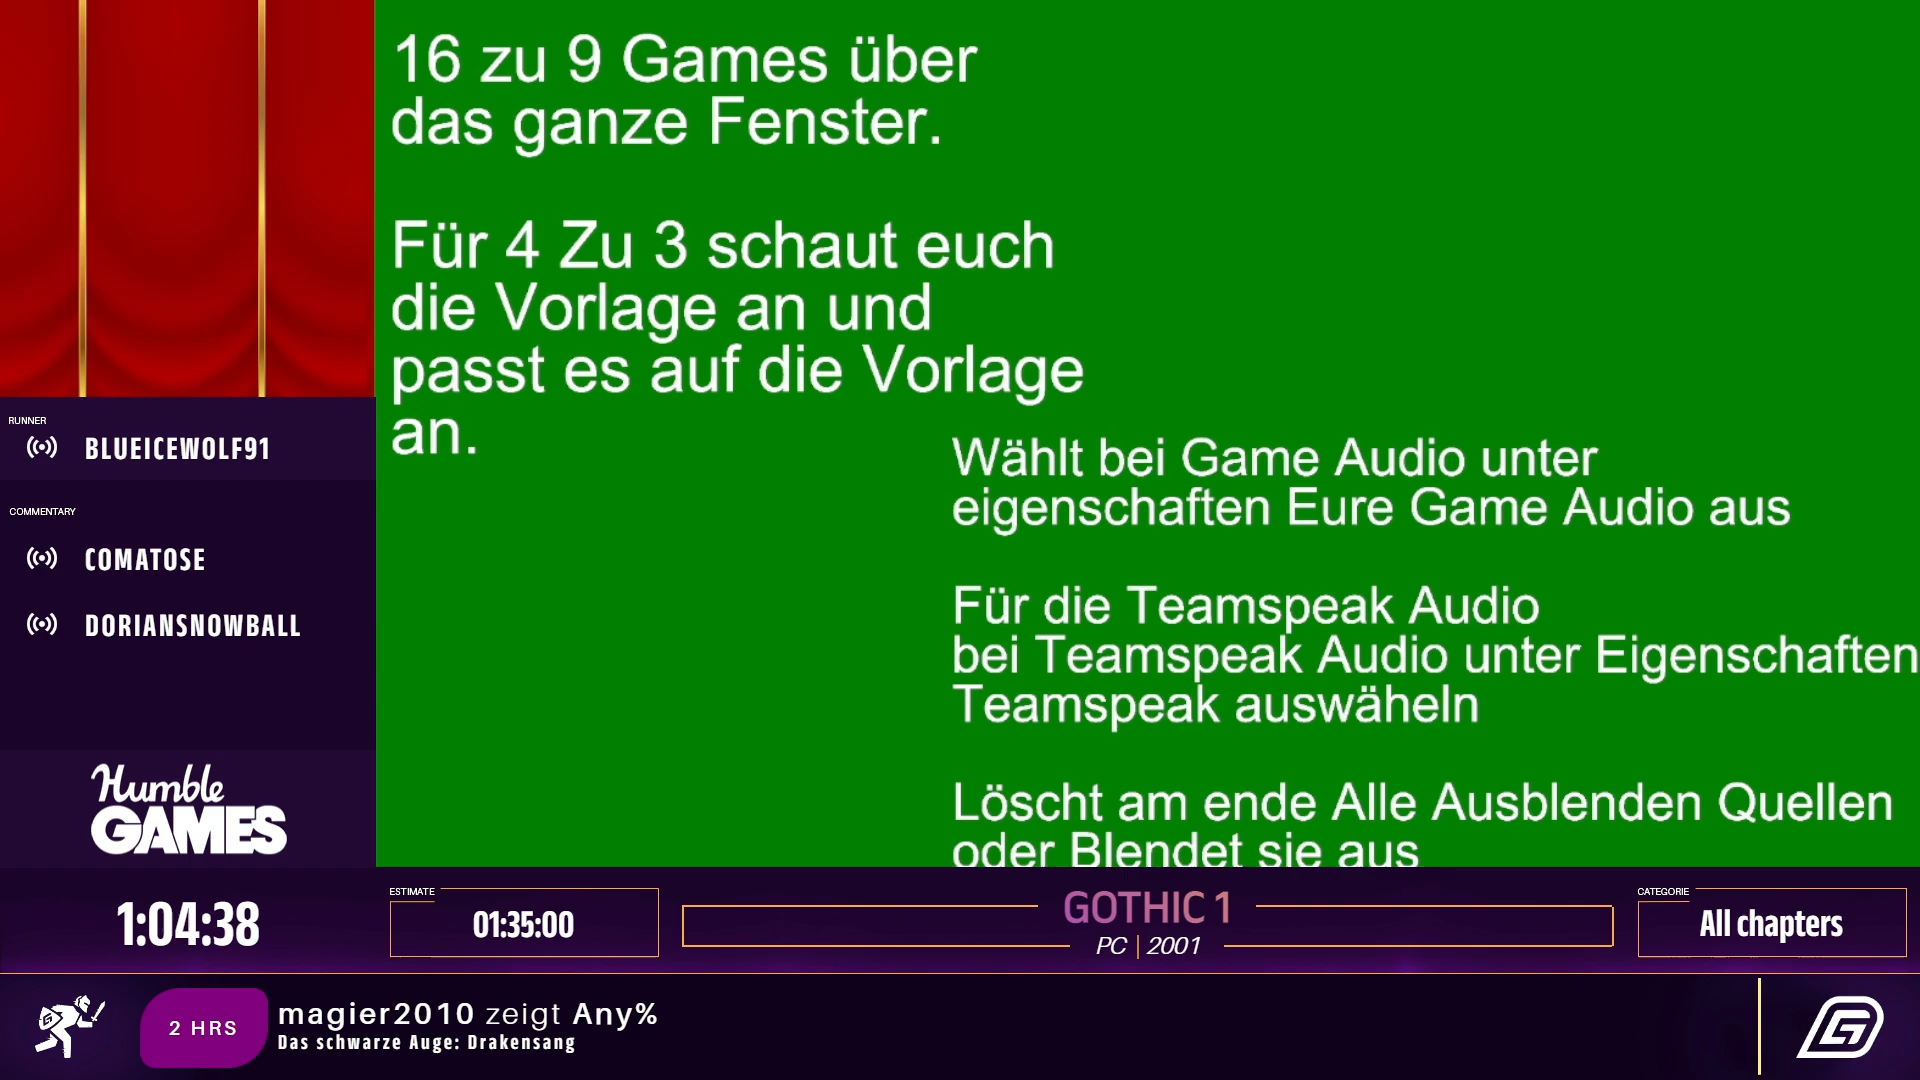 16 zu 9 Games über
das ganze Fenster.
Für 4 Zu 3 schaut euch
die Vorlage an und
passt es auf die Vorlage
an.
Wählt bei Game Audio unter
eigenschaften Eure Game Audio aus
Für die Teamspeak Audio
bei Teamspeak Audio unter Eigenschaften
Teamspeak auswäheln
Löscht am ende Alle Ausblenden Quellen
oder Blendet sie aus
RUNNER
BLUEICEWOLF91
COMMENTARY
COMATOSE
DORIANSNOWBALL
Humble
GAMES
1:04:38
ESTIMATE
01:35:00
GOTHIC 1
PC | 2001
CATEGORIE
All chapters
2 HRS
magier2010 zeigt Any%
Das schwarze Auge: Drakensang